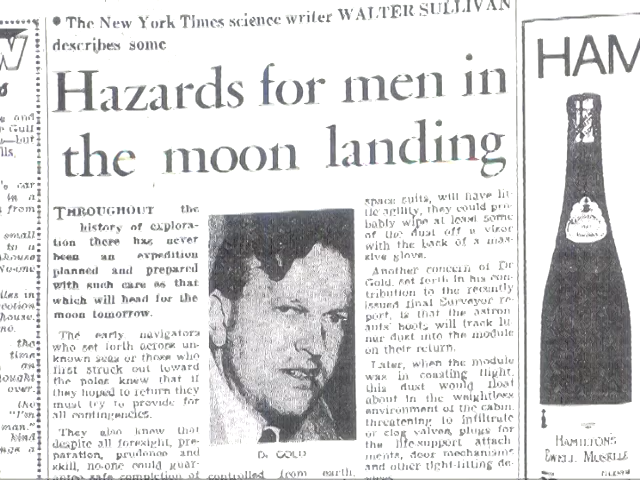 • The New York Times science writer WALTER SULLIVAN
describes some
Hazards for men in
the moon landing
THROUGHOUT the
history of explora-
tion there has never
been an expedition
planned and prepared
with such care as that
which will head for the
moon tomorrow.
The early navigators
who set forth across un-
known seas or those who
first struck out toward
the poles knew that if
they hoped to return they
must try to provide for
all contingencies.
They also knew that
despite all foresight, pre-
paration, prudence and
skill, no-one could guar-
antee safe completion of
Dr GOLD
controlled from earth,
space suits, will have lit-
tle agility, they could pro-
bably wipe at least some
of the dust off a visor
with the back of a mas-
sive glove.
Another concern of Dr
Gold, set forth in his con-
tribution to the recently
issued final Surveyor re-
port, is that the astron-
auts' boots will track lu-
nar dust into the module
on their return.
Later, when the module
was in coasting flight,
this dust would float
about in the weightless
environment of the cabin,
threatening to infiltrate
or clog valves, plugs for
the life-support attach-
ments, door mechanisms
and other tight-fitting de-
HAM
HAMILTONS
EWELL MOSELLE